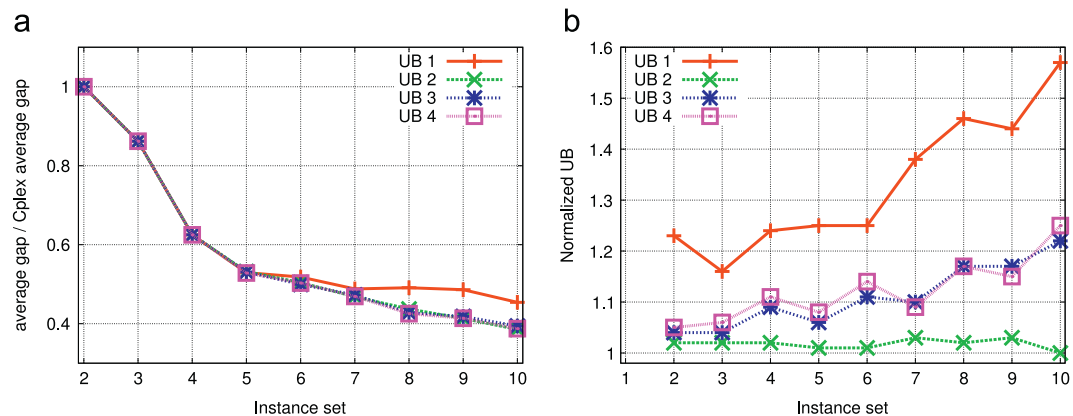 a
UB 1
UB 2
UB 3
UB 4
1
0.8
0.6
0.4
average gap / Cplex average gap
2 3 4 5 6 7 8 9 10
Instance set
b
UB 1
UB 2
UB 3
UB 4
1.6
1.5
1.4
1.3
1.2
1.1
1
Normalized UB
1 2 3 4 5 6 7 8 9 10
Instance set